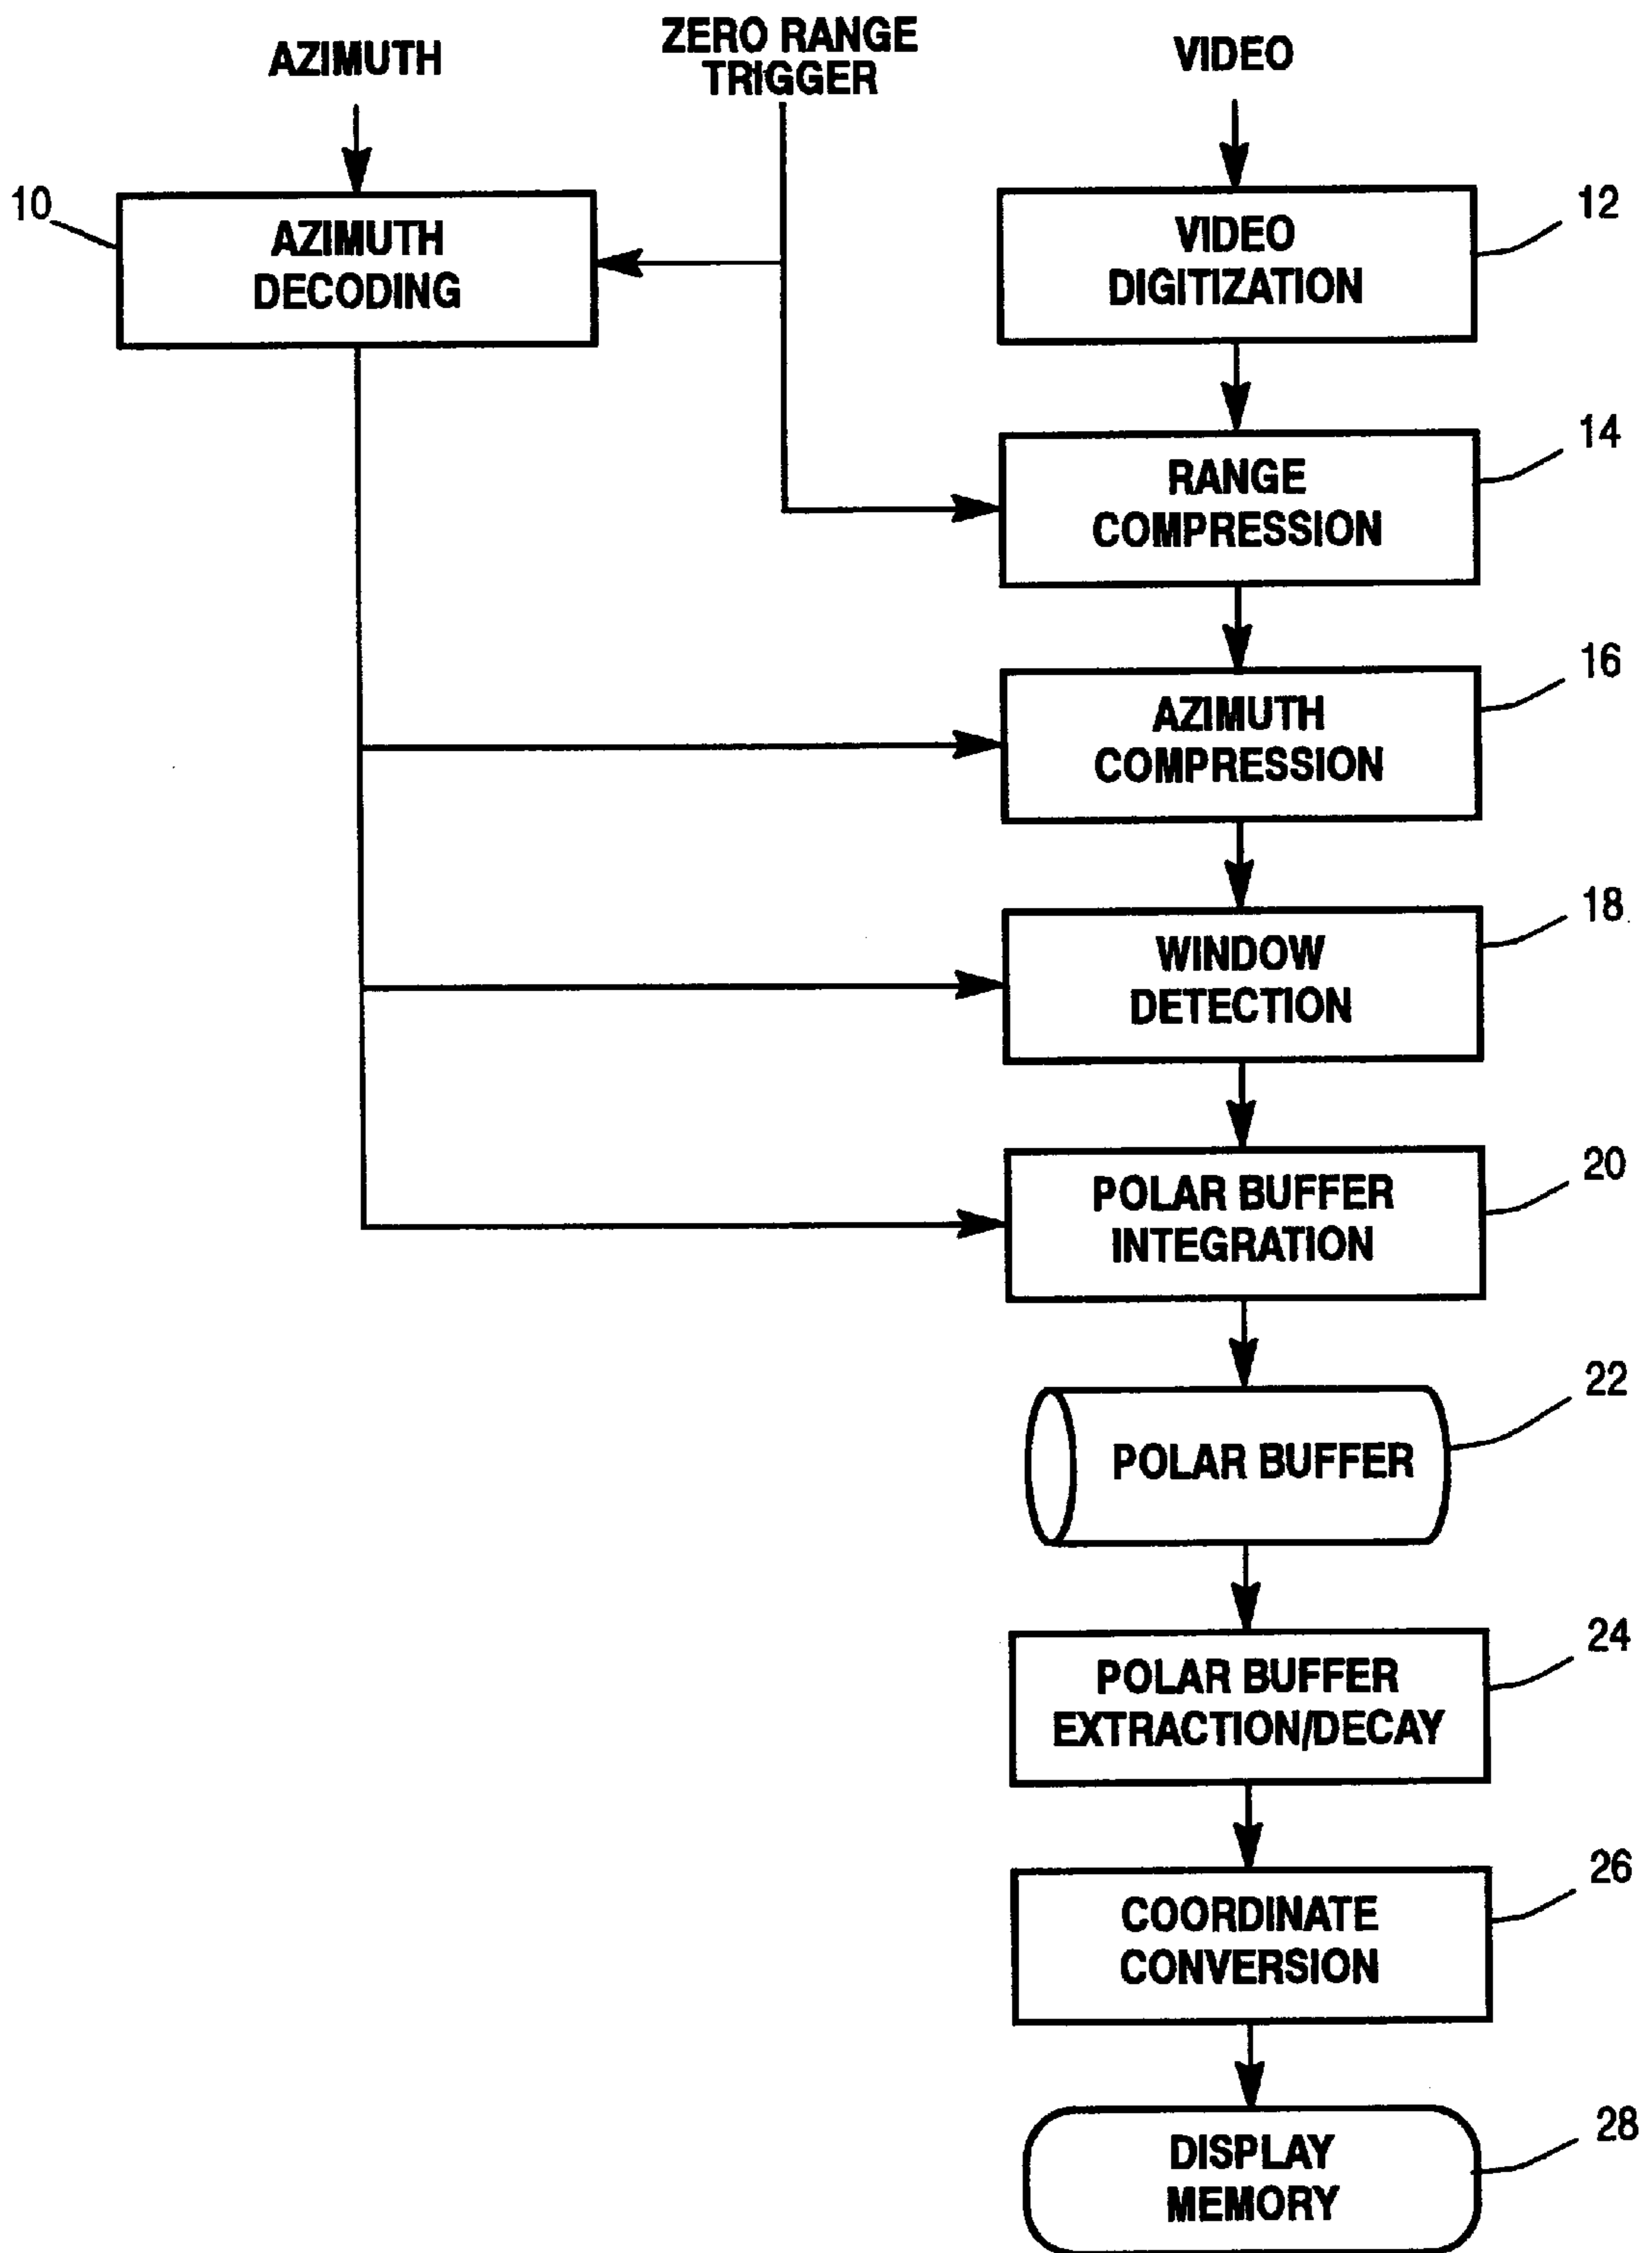 AZIMUTH
ZERO RANGE
TRIGGER
VIDEO
10
AZIMUTH
DECODING
VIDEO
DIGITIZATION
12
RANGE
COMPRESSION
14
AZIMUTH
COMPRESSION
16
WINDOW
DETECTION
18
POLAR BUFFER
INTEGRATION
20
POLAR BUFFER
22
POLAR BUFFER
EXTRACTION/DECAY
24
COORDINATE
CONVERSION
26
DISPLAY
MEMORY
28